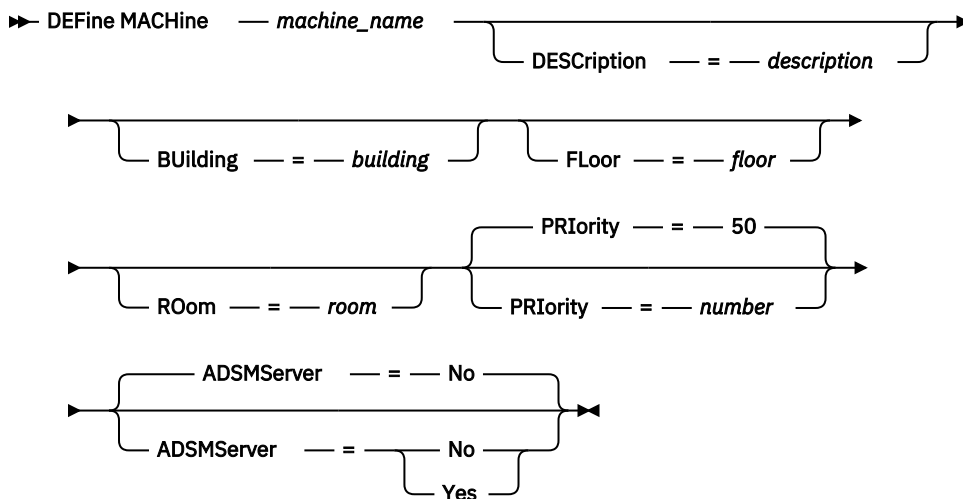 DEFine MACHine machine_name
DESCription = description
BUilding = building FLoor = floor
PRIority = 50
ROom = room PRIority = number
ADSMServer = No
ADSMServer = No
Yes